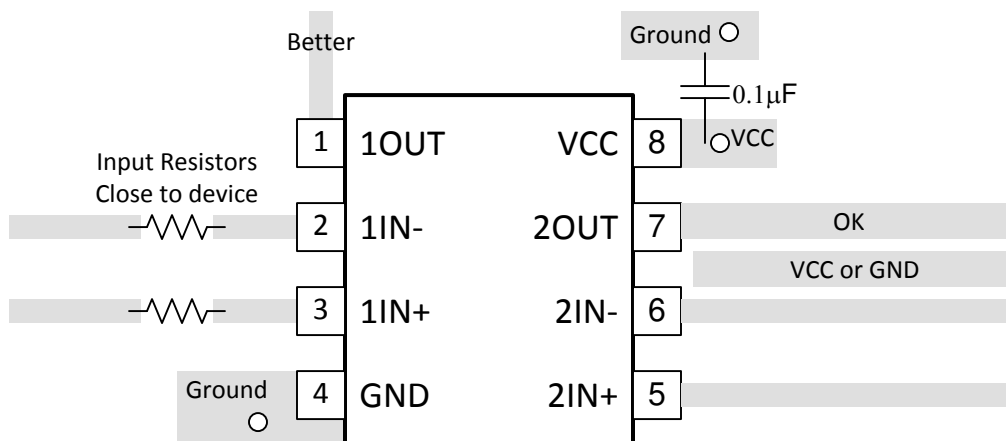 Better
Ground
0.1µF
1 1OUT VCC 8 VCC
Input Resistors
Close to device
2 1IN- 2OUT 7 OK
VCC or GND
3 1IN+ 2IN- 6
Ground
4 GND 2IN+ 5